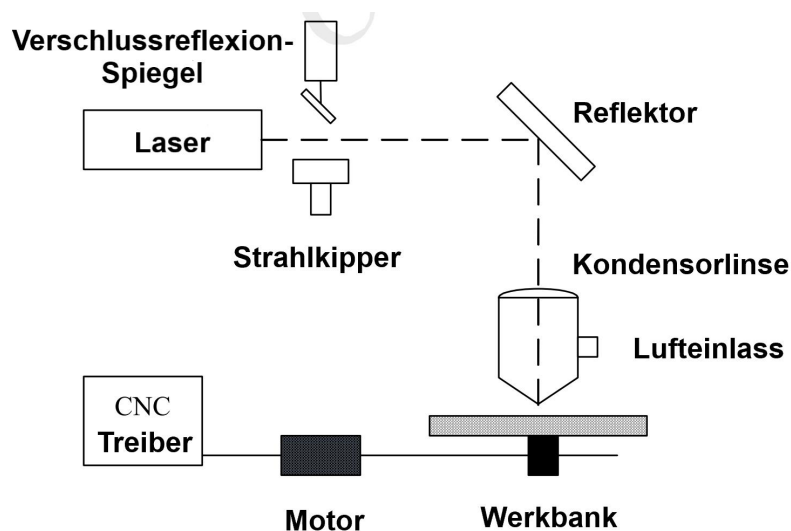 Verschlussreflexion-
Spiegel
Laser
Reflektor
Strahlkipper
Kondensorlinse
Lufteinlass
CNC
Treiber
Motor
Werkbank